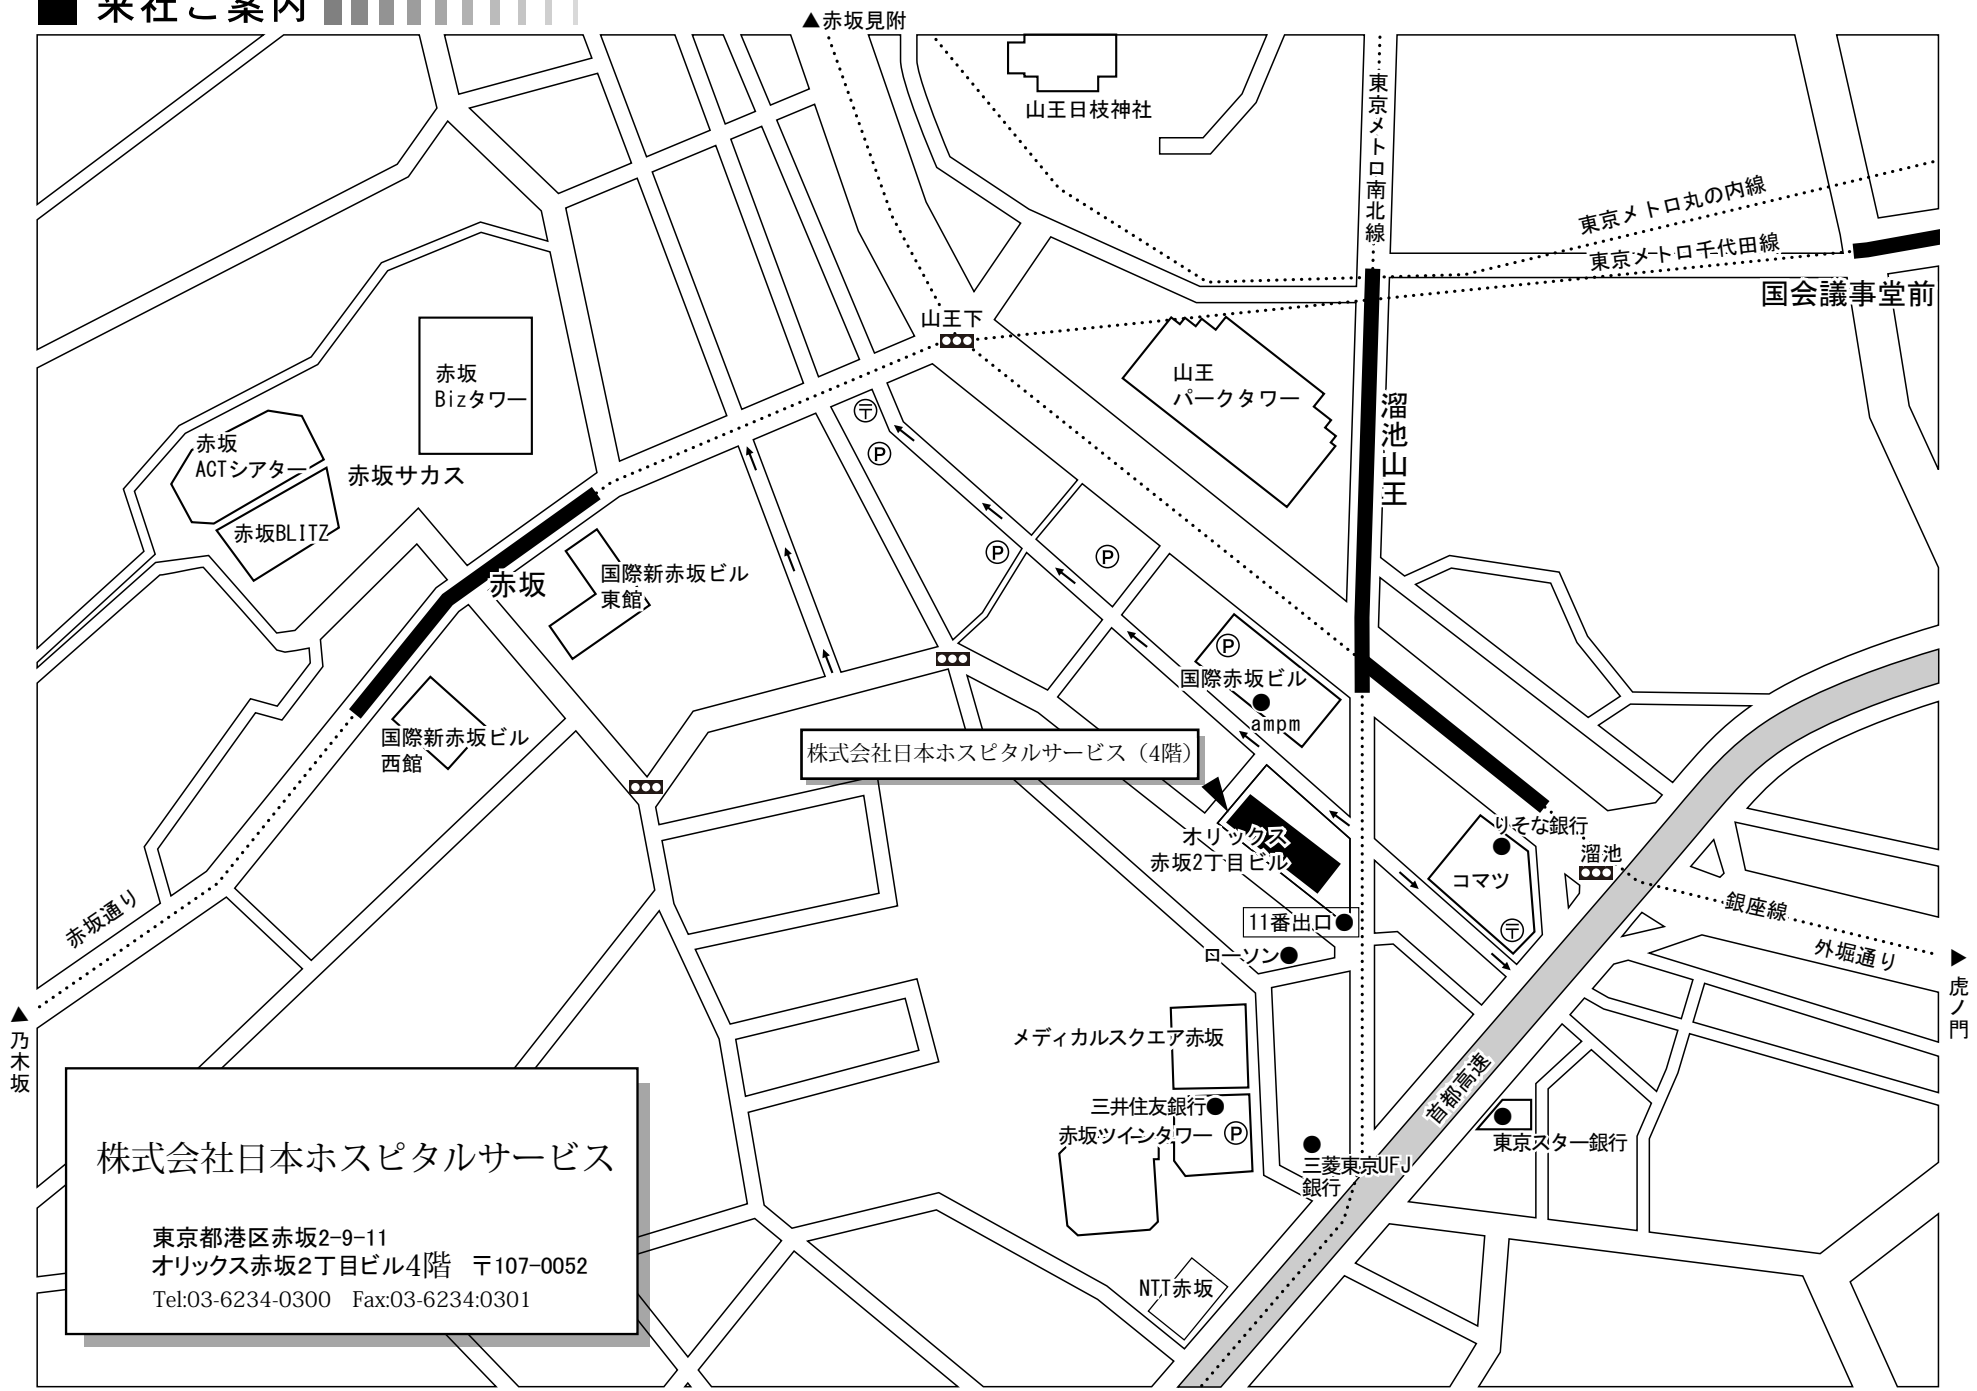 来社ご案内
▲赤坂見附
山王日枝神社
東京メトロ南北線
東京メトロ丸の内線
東京メトロ千代田線
国会議事堂前
山王下
赤坂
Bizタワー
山王
パークタワー
溜池山王
〒
P
赤坂
ACTシアター
赤坂サカス
赤坂BLITZ
P
P
赤坂
国際新赤坂ビル
東館
P
国際赤坂ビル
ampm
国際新赤坂ビル
西館
株式会社日本ホスピタルサービス（4階）
オリックス
赤坂2丁目ビル
りそな銀行
溜池
コマツ
〒
11番出口
ローソン
銀座線
外堀通り
▶虎ノ門
赤坂通り
▲乃木坂
メディカルスクエア赤坂
首都高速
三井住友銀行
赤坂ツインタワー
P
三菱東京UFJ
銀行
東京スター銀行
NTT赤坂
株式会社日本ホスピタルサービス
東京都港区赤坂2-9-11
オリックス赤坂2丁目ビル4階　〒107-0052
Tel:03-6234-0300　Fax:03-6234:0301